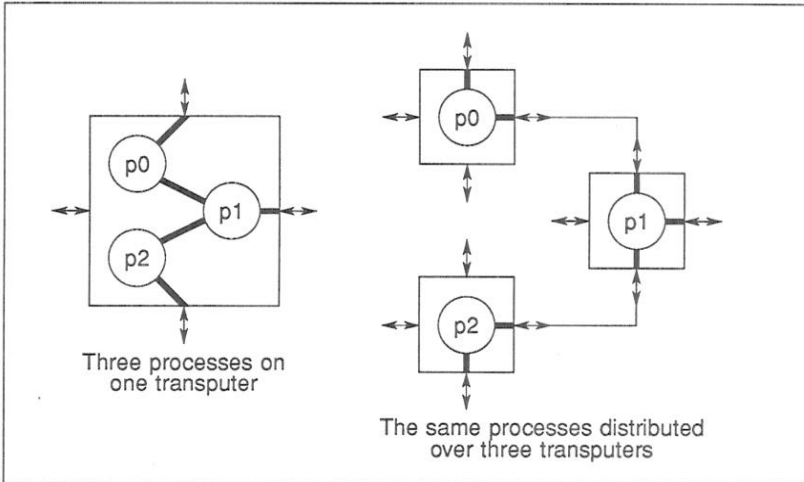 p0
p1
p2
Three processes on
one transputer
p0
p1
p2
The same processes distributed
over three transputers